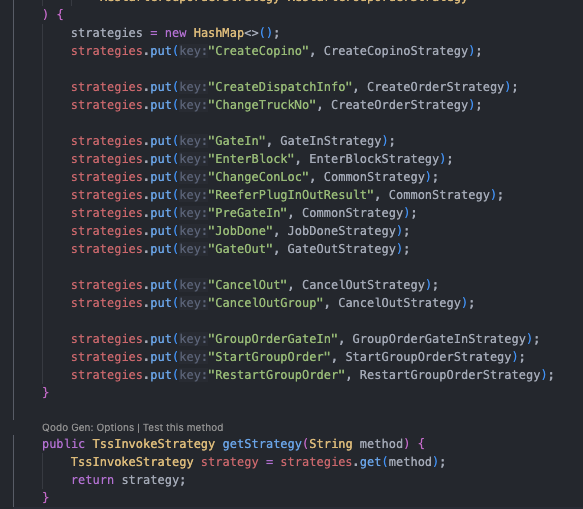 ) {
strategies = new HashMap<>();
strategies.put(key:"CreateCopino", CreateCopinoStrategy);
strategies.put(key:"CreateDispatchInfo", CreateOrderStrategy);
strategies.put(key:"ChangeTruckNo", CreateOrderStrategy);
strategies.put(key:"GateIn", GateInStrategy);
strategies.put(key:"EnterBlock", EnterBlockStrategy);
strategies.put(key:"ChangeConLoc", CommonStrategy);
strategies.put(key:"ReeferPlugInOutResult", CommonStrategy);
strategies.put(key:"PreGateIn", CommonStrategy);
strategies.put(key:"JobDone", JobDoneStrategy);
strategies.put(key:"GateOut", GateOutStrategy);
strategies.put(key:"CancelOut", CancelOutStrategy);
strategies.put(key:"CancelOutGroup", CancelOutStrategy);
strategies.put(key:"GroupOrderGateIn", GroupOrderGateInStrategy);
strategies.put(key:"StartGroupOrder", StartGroupOrderStrategy);
strategies.put(key:"RestartGroupOrder", RestartGroupOrderStrategy);
}
Qodo Gen: Options | Test this method
public TssInvokeStrategy getStrategy(String method) {
TssInvokeStrategy strategy = strategies.get(method);
return strategy;
}